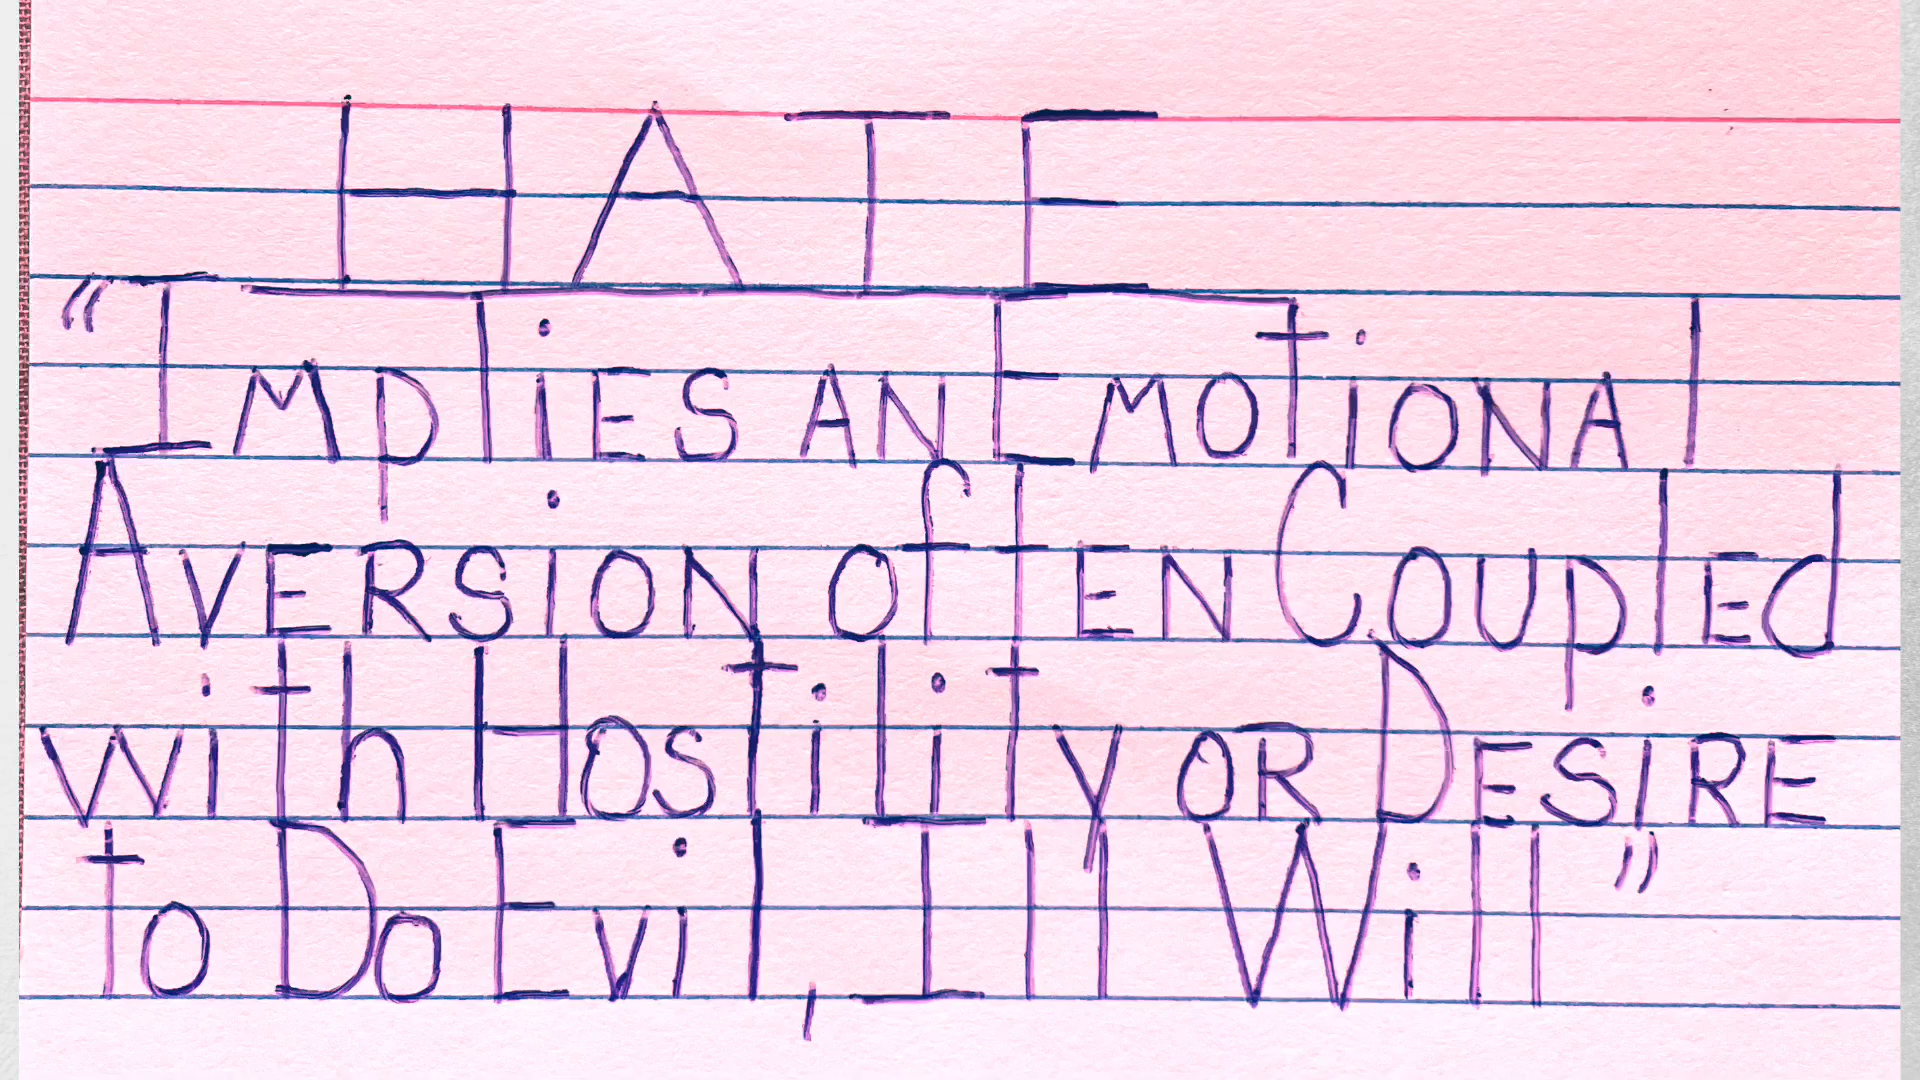 HATE
“IMPliES AN EMOtiONAl
AVERSION OftEN COUPlEd
With HOStility OR DESiRE
to DO EVil, Ill Will”